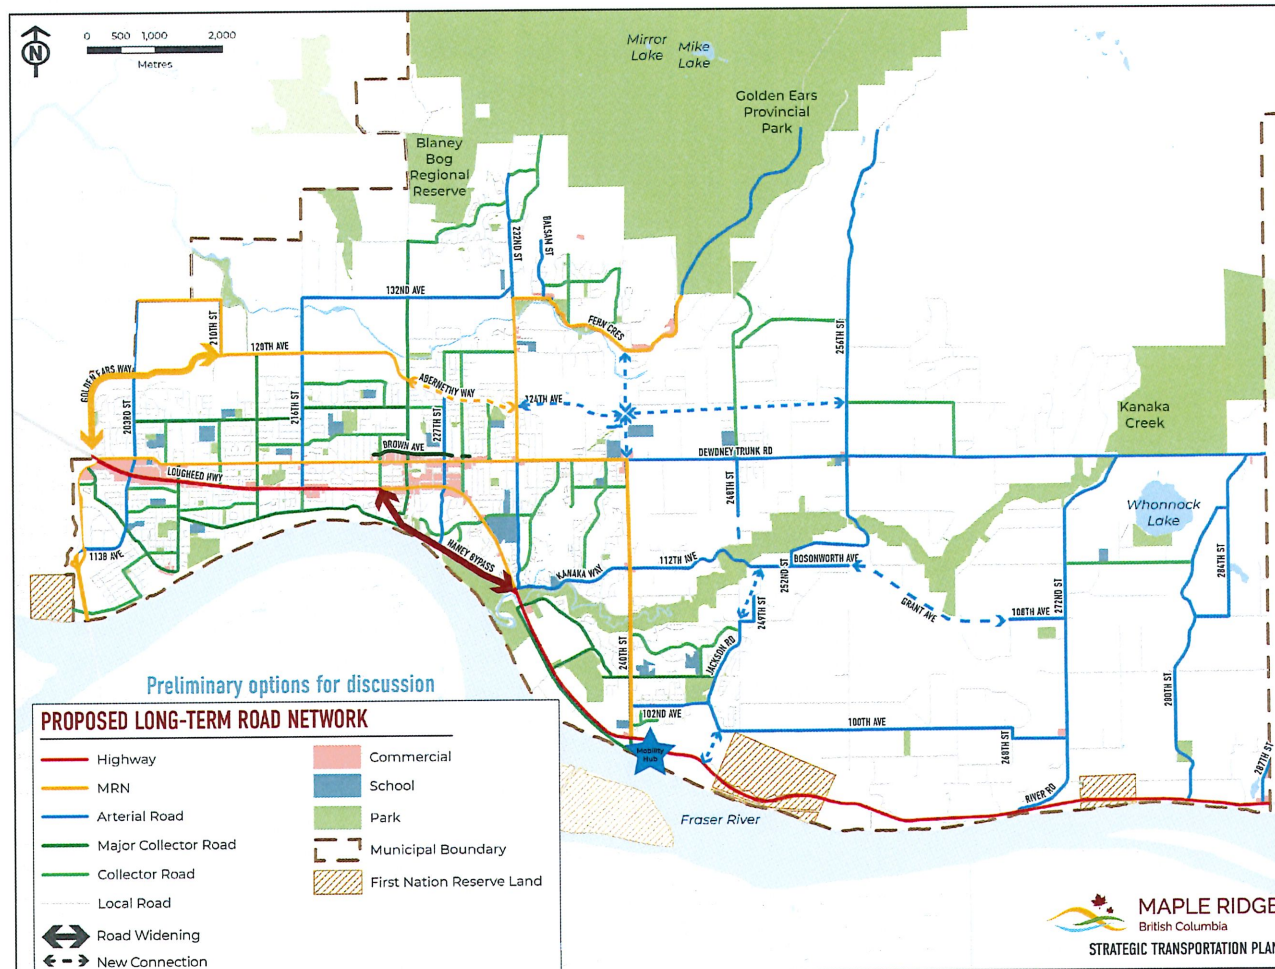 N
0 500 1,000 2,000
Metres
Mirror
Lake
Mike
Lake
Golden Ears
Provincial
Park
Blaney
Bog
Regional
Reserve
232ND ST
BALSAM ST
132ND AVE
210TH ST
FERN CRES
256TH ST
128TH AVE
GOLDEN EARS WAY
ABERNETHY WAY
203RD ST
216TH ST
227TH ST
124TH AVE
Kanaka
Creek
BROWN AVE
DEWDNEY TRUNK RD
LOUGHEED HWY
248TH ST
Whonnock
Lake
113B AVE
HANEY BYPASS
KANAKA WAY
112TH AVE
252ND ST
BOSONWORTH AVE
284TH ST
249TH ST
GRANT AVE
108TH AVE
272ND ST
240TH ST
JACKSON RD
280TH ST
102ND AVE
100TH AVE
268TH ST
287TH ST
Mobility
Hub
RIVER RD
Fraser River
Preliminary options for discussion
PROPOSED LONG-TERM ROAD NETWORK
Highway
MRN
Arterial Road
Major Collector Road
Collector Road
Local Road
Road Widening
New Connection
Commercial
School
Park
Municipal Boundary
First Nation Reserve Land
MAPLE RIDGE
British Columbia
STRATEGIC TRANSPORTATION PLAN